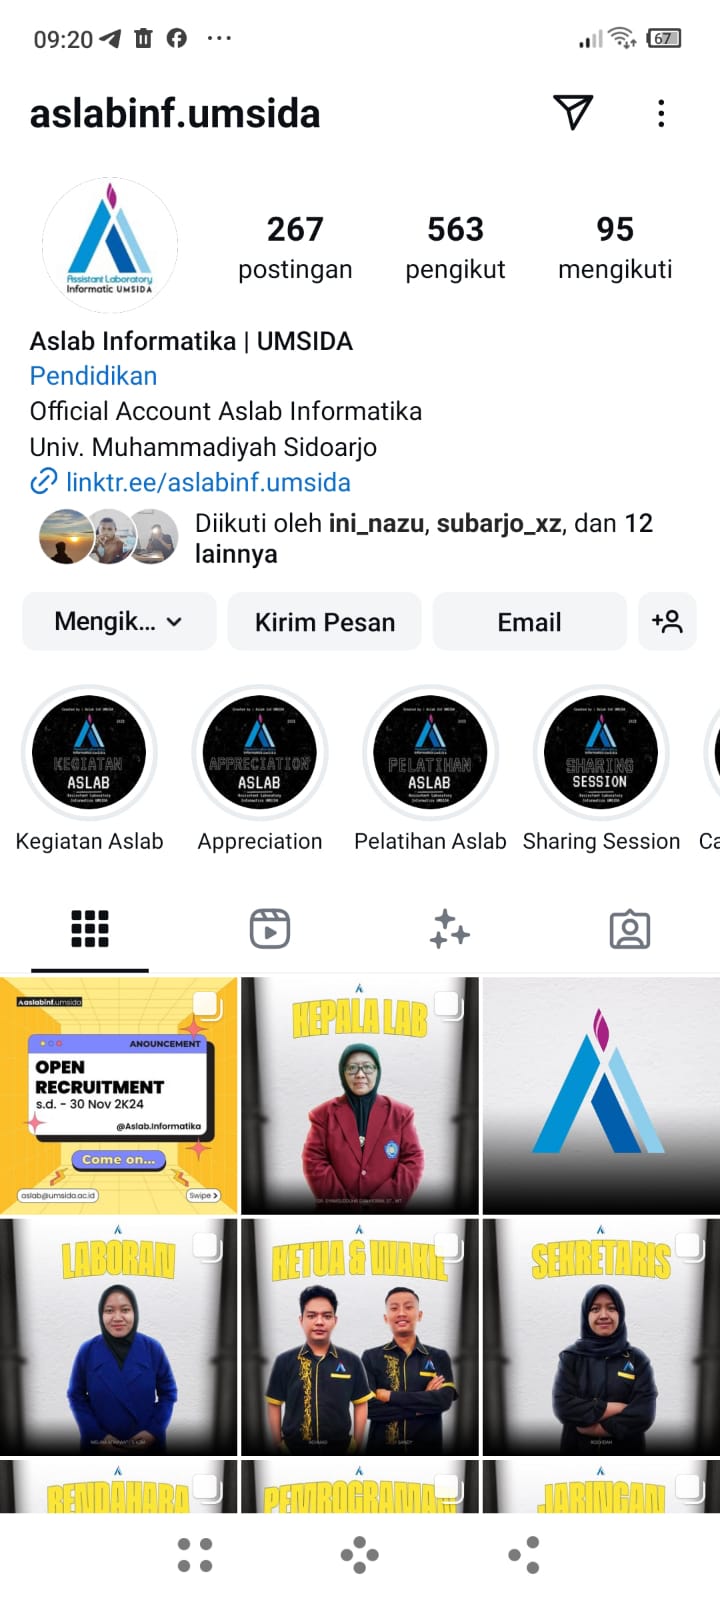 09:20
67
aslabinf.umsida
Assistant Laboratory
Informatic UMSIDA
267
postingan
563
pengikut
95
mengikuti
Aslab Informatika | UMSIDA
Pendidikan
Official Account Aslab Informatika
Univ. Muhammadiyah Sidoarjo
linktr.ee/aslabinf.umsida
Diikuti oleh ini_nazu, subarjo_xz, dan 12
lainnya
Mengik...
Kirim Pesan
Email
KEGIATAN
ASLAB
APPRECIATION
ASLAB
PELATIHAN
ASLAB
SHARING
SESSION
Kegiatan Aslab
Appreciation
Pelatihan Aslab
Sharing Session
Ca
aslabinf.umsida
ANOUNCEMENT
OPEN
RECRUITMENT
s.d. - 30 Nov 2K24
@Aslab.Informatika
Come on...
aslab@umsida.ac.id
Swipe >
KEPALA LAB
LABORAN
KETUA & WAKIL
SEKRETARIS
BENDAHARA
PEMROGRAMAN
JARINGAN